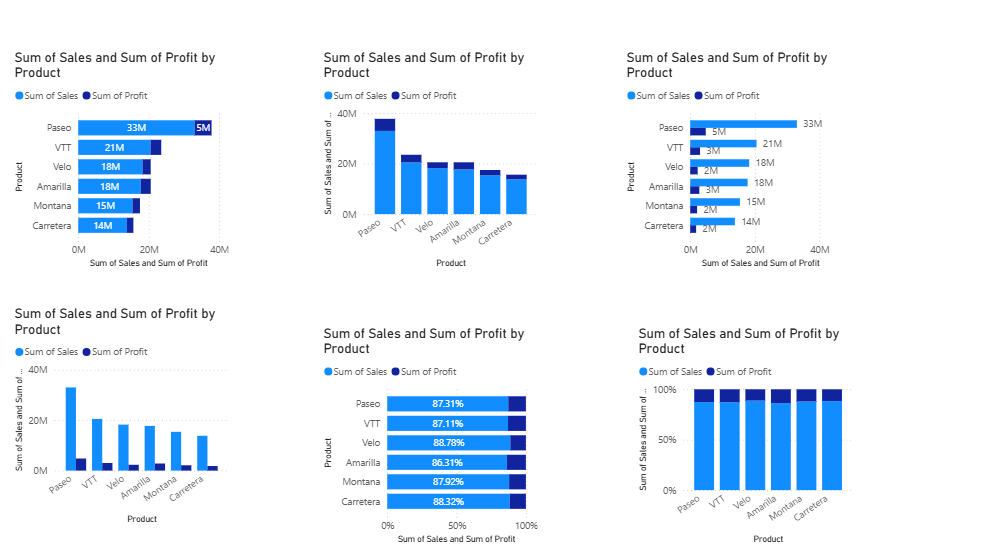 Sum of Sales and Sum of Profit by
Product
Sum of Sales Sum of Profit
Product
Paseo 33M 5M
VTT 21M
Velo 18M
Amarilla 18M
Montana 15M
Carretera 14M
0M 20M 40M
Sum of Sales and Sum of Profit
Sum of Sales and Sum of Profit by
Product
Sum of Sales Sum of Profit
Sum of Sales and Sum of ...
40M
20M
0M
Paseo VTT Velo Amarilla Montana Carretera
Product
Sum of Sales and Sum of Profit by
Product
Sum of Sales Sum of Profit
Product
Paseo 33M
5M
VTT 21M
3M
Velo 18M
2M
Amarilla 18M
3M
Montana 15M
2M
Carretera 14M
2M
0M 20M 40M
Sum of Sales and Sum of Profit
Sum of Sales and Sum of Profit by
Product
Sum of Sales Sum of Profit
Sum of Sales and Sum of ...
40M
20M
0M
Paseo VTT Velo Amarilla Montana Carretera
Product
Sum of Sales and Sum of Profit by
Product
Sum of Sales Sum of Profit
Product
Paseo 87.31%
VTT 87.11%
Velo 88.78%
Amarilla 86.31%
Montana 87.92%
Carretera 88.32%
0% 50% 100%
Sum of Sales and Sum of Profit
Sum of Sales and Sum of Profit by
Product
Sum of Sales Sum of Profit
Sum of Sales and Sum of ...
100%
50%
0%
Paseo VTT Velo Amarilla Montana Carretera
Product